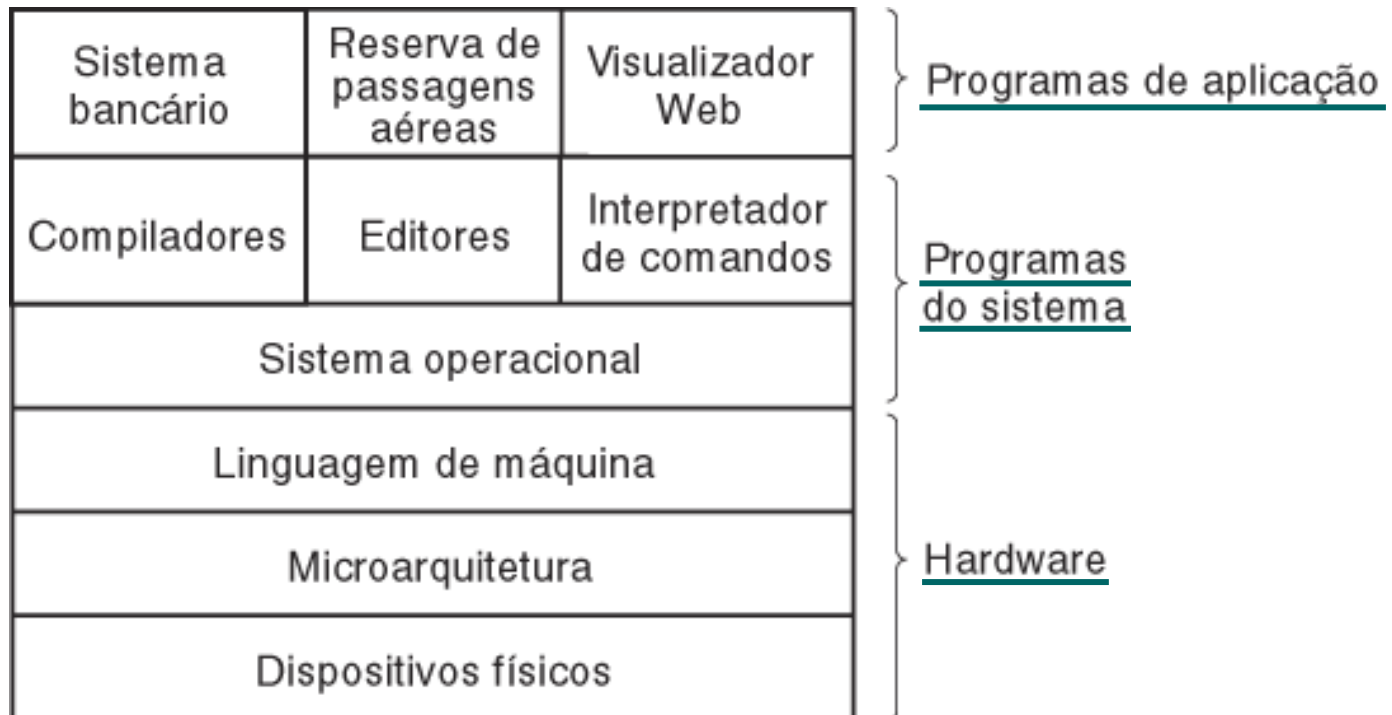 Sistema
bancário
Reserva de
passagens
aéreas
Visualizador
Web
Programas de aplicação
Compiladores
Editores
Interpretador
de comandos
Programas
do sistema
Sistema operacional
Linguagem de máquina
Microarquitetura
Hardware
Dispositivos físicos